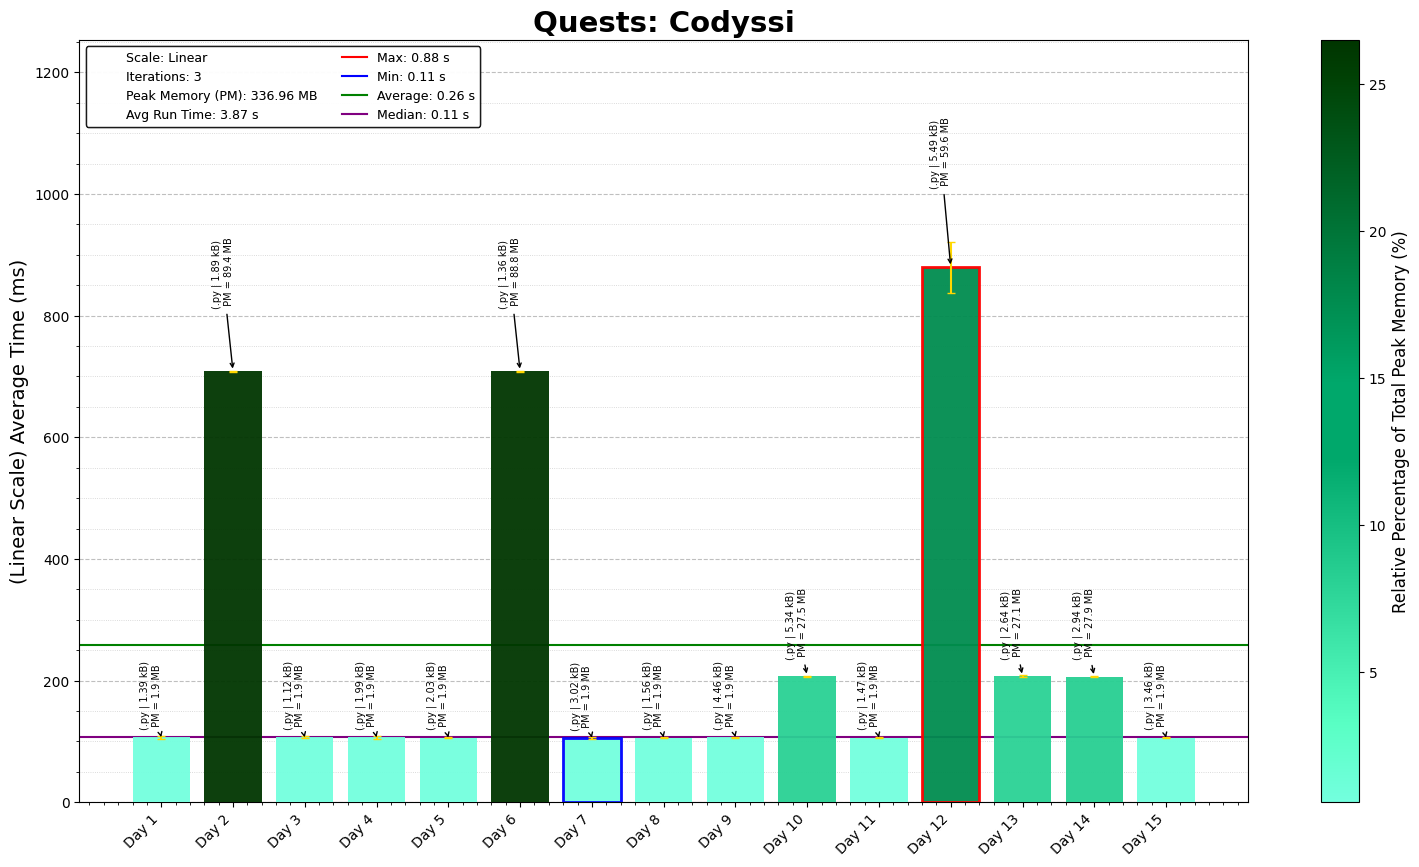 Quests: Codyssi
Scale: Linear
Iterations: 3
Peak Memory (PM): 336.96 MB
Avg Run Time: 3.87 s
Max: 0.88 s
Min: 0.11 s
Average: 0.26 s
Median: 0.11 s
(Linear Scale) Average Time (ms)
1200
1000
800
600
400
200
0
(.py | 1.39 kB)
PM = 1.9 MB
(.py | 1.89 kB)
PM = 89.4 MB
(.py | 1.12 kB)
PM = 1.9 MB
(.py | 1.99 kB)
PM = 1.9 MB
(.py | 2.03 kB)
PM = 1.9 MB
(.py | 1.36 kB)
PM = 88.8 MB
(.py | 3.02 kB)
PM = 1.9 MB
(.py | 1.56 kB)
PM = 1.9 MB
(.py | 4.46 kB)
PM = 1.9 MB
(.py | 5.34 kB)
PM = 27.5 MB
(.py | 1.47 kB)
PM = 1.9 MB
(.py | 5.49 kB)
PM = 59.6 MB
(.py | 2.64 kB)
PM = 27.1 MB
(.py | 2.94 kB)
PM = 27.9 MB
(.py | 3.46 kB)
PM = 1.9 MB
Day 1
Day 2
Day 3
Day 4
Day 5
Day 6
Day 7
Day 8
Day 9
Day 10
Day 11
Day 12
Day 13
Day 14
Day 15
25
20
15
10
5
Relative Percentage of Total Peak Memory (%)